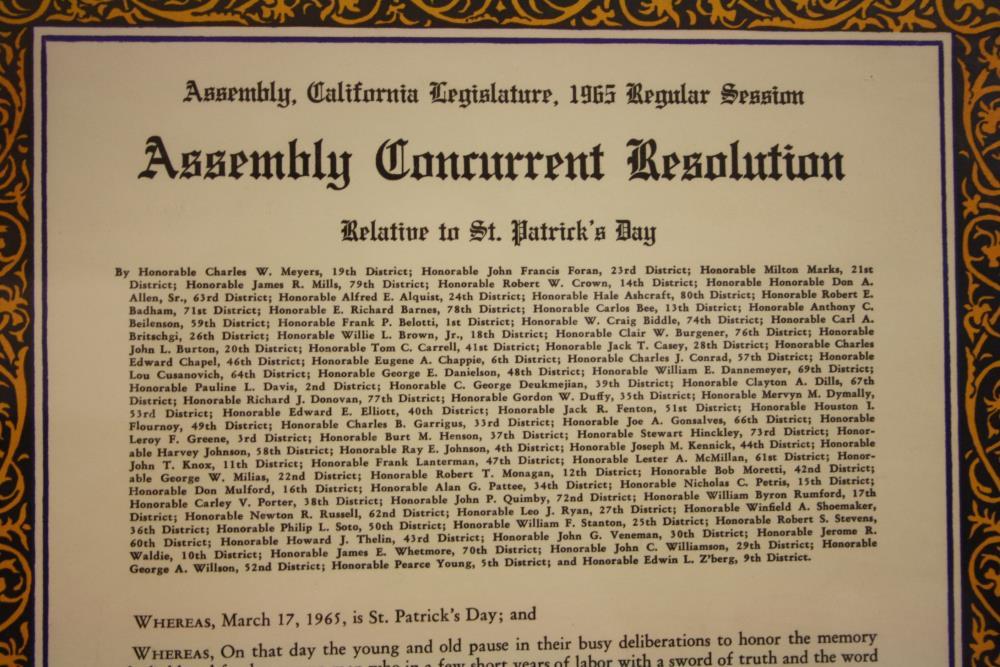 Assembly, California Legislature, 1965 Regular Session
Assembly Concurrent Resolution
Relative to St. Patrick's Day
By Honorable Charles W. Meyers, 19th District; Honorable John Francis Foran, 23rd District; Honorable Milton Marks, 21st
District; Honorable James R. Mills, 79th District; Honorable Robert W. Crown, 14th District; Honorable Honorable Don A.
Allen, Sr., 63rd District; Honorable Alfred E. Alquist, 24th District; Honorable Hale Ashcraft, 80th District; Honorable Robert E.
Badham, 71st District; Honorable E. Richard Barnes, 78th District; Honorable Carlos Bee, 13th District; Honorable Anthony C.
Beilenson, 59th District; Honorable Frank P. Belotti, 1st District; Honorable W. Craig Biddle, 74th District; Honorable Carl A.
Britschgi, 26th District; Honorable Willie L. Brown, Jr., 18th District; Honorable Clair W. Burgener, 76th District; Honorable
John L. Burton, 20th District; Honorable Tom C. Carrell, 41st District; Honorable Jack T. Casey, 28th District; Honorable Charles
Edward Chapel, 46th District; Honorable Eugene A. Chappie, 6th District; Honorable Charles J. Conrad, 57th District; Honorable
Lou Cusanovich, 64th District; Honorable George E. Danielson, 48th District; Honorable William E. Dannemeyer, 69th District;
Honorable Pauline L. Davis, 2nd District; Honorable C. George Deukmejian, 39th District; Honorable Clayton A. Dills, 67th
District; Honorable Richard J. Donovan, 77th District; Honorable Gordon W. Duffy, 35th District; Honorable Mervyn M. Dymally,
53rd District; Honorable Edward E. Elliott, 40th District; Honorable Jack R. Fenton, 51st District; Honorable Houston I.
Flournoy, 49th District; Honorable Charles B. Garrigus, 33rd District; Honorable Joe A. Gonsalves, 66th District; Honorable
Leroy F. Greene, 3rd District; Honorable Burt M. Henson, 37th District; Honorable Stewart Hinckley, 73rd District; Honor-
able Harvey Johnson, 58th District; Honorable Ray E. Johnson, 4th District; Honorable Joseph M. Kennick, 44th District; Honorable
John T. Knox, 11th District; Honorable Frank Lanterman, 47th District; Honorable Lester A. McMillan, 61st District; Honor-
able George W. Milias, 22nd District; Honorable Robert T. Monagan, 12th District; Honorable Bob Moretti, 42nd District;
Honorable Don Mulford, 16th District; Honorable Alan G. Pattee, 34th District; Honorable Nicholas C. Petris, 15th District;
Honorable Carley V. Porter, 38th District; Honorable John P. Quimby, 72nd District; Honorable William Byron Rumford, 17th
District; Honorable Newton R. Russell, 62nd District; Honorable Leo J. Ryan, 27th District; Honorable Winfield A. Shoemaker,
36th District; Honorable Philip L. Soto, 50th District; Honorable William F. Stanton, 25th District; Honorable Robert S. Stevens,
60th District; Honorable Howard J. Thelin, 43rd District; Honorable John G. Veneman, 30th District; Honorable Jerome R.
Waldie, 10th District; Honorable James E. Whetmore, 70th District; Honorable John C. Williamson, 29th District; Honorable
George A. Willson, 52nd District; Honorable Pearce Young, 5th District; and Honorable Edwin L. Z'berg, 9th District.
WHEREAS, March 17, 1965, is St. Patrick's Day; and
WHEREAS, On that day the young and old pause in their busy deliberations to honor the memory
who in a few short years of labor with a sword of truth and the word